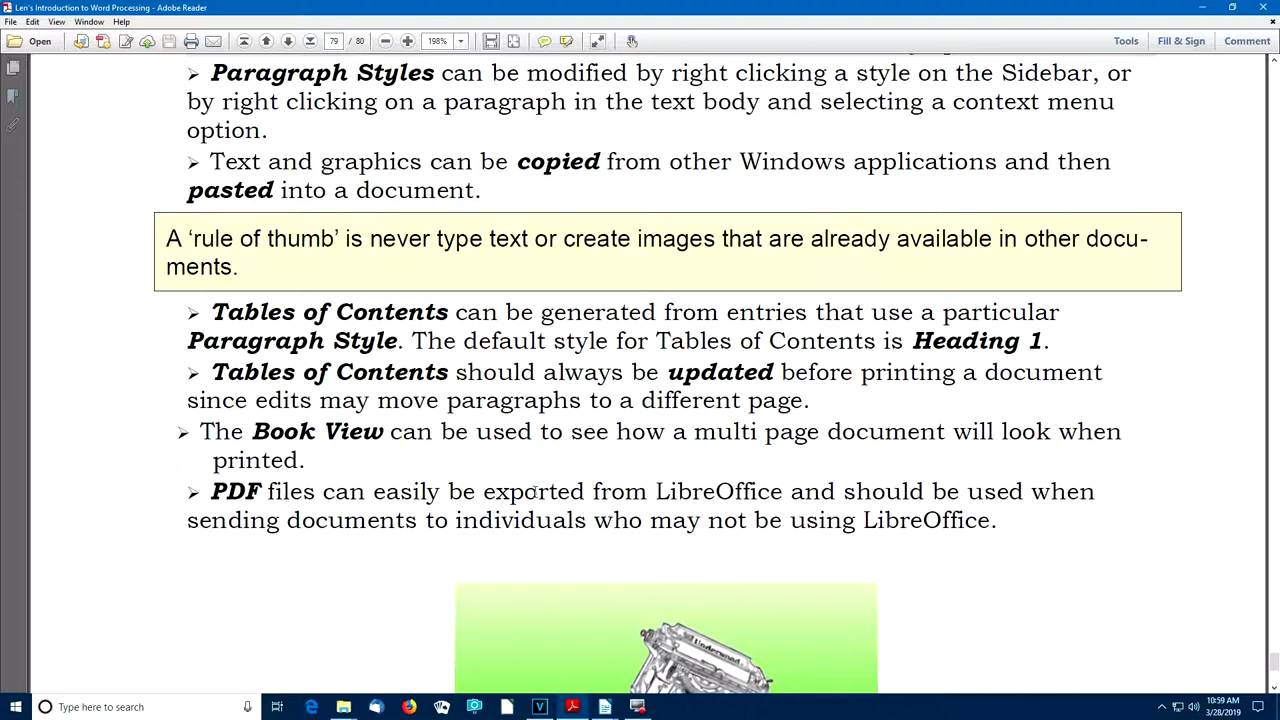 Len's Introduction to Word Processing - Adobe Reader
File Edit View Window Help
Open 79 / 80 198% Tools Fill & Sign Comment
➢ Paragraph Styles can be modified by right clicking a style on the Sidebar, or
by right clicking on a paragraph in the text body and selecting a context menu
option.
➢ Text and graphics can be copied from other Windows applications and then
pasted into a document.
A ‘rule of thumb’ is never type text or create images that are already available in other docu-
ments.
➢ Tables of Contents can be generated from entries that use a particular
Paragraph Style. The default style for Tables of Contents is Heading 1.
➢ Tables of Contents should always be updated before printing a document
since edits may move paragraphs to a different page.
➢ The Book View can be used to see how a multi page document will look when
printed.
➢ PDF files can easily be exported from LibreOffice and should be used when
sending documents to individuals who may not be using LibreOffice.
Underwood
Type here to search
10:59 AM
3/28/2019